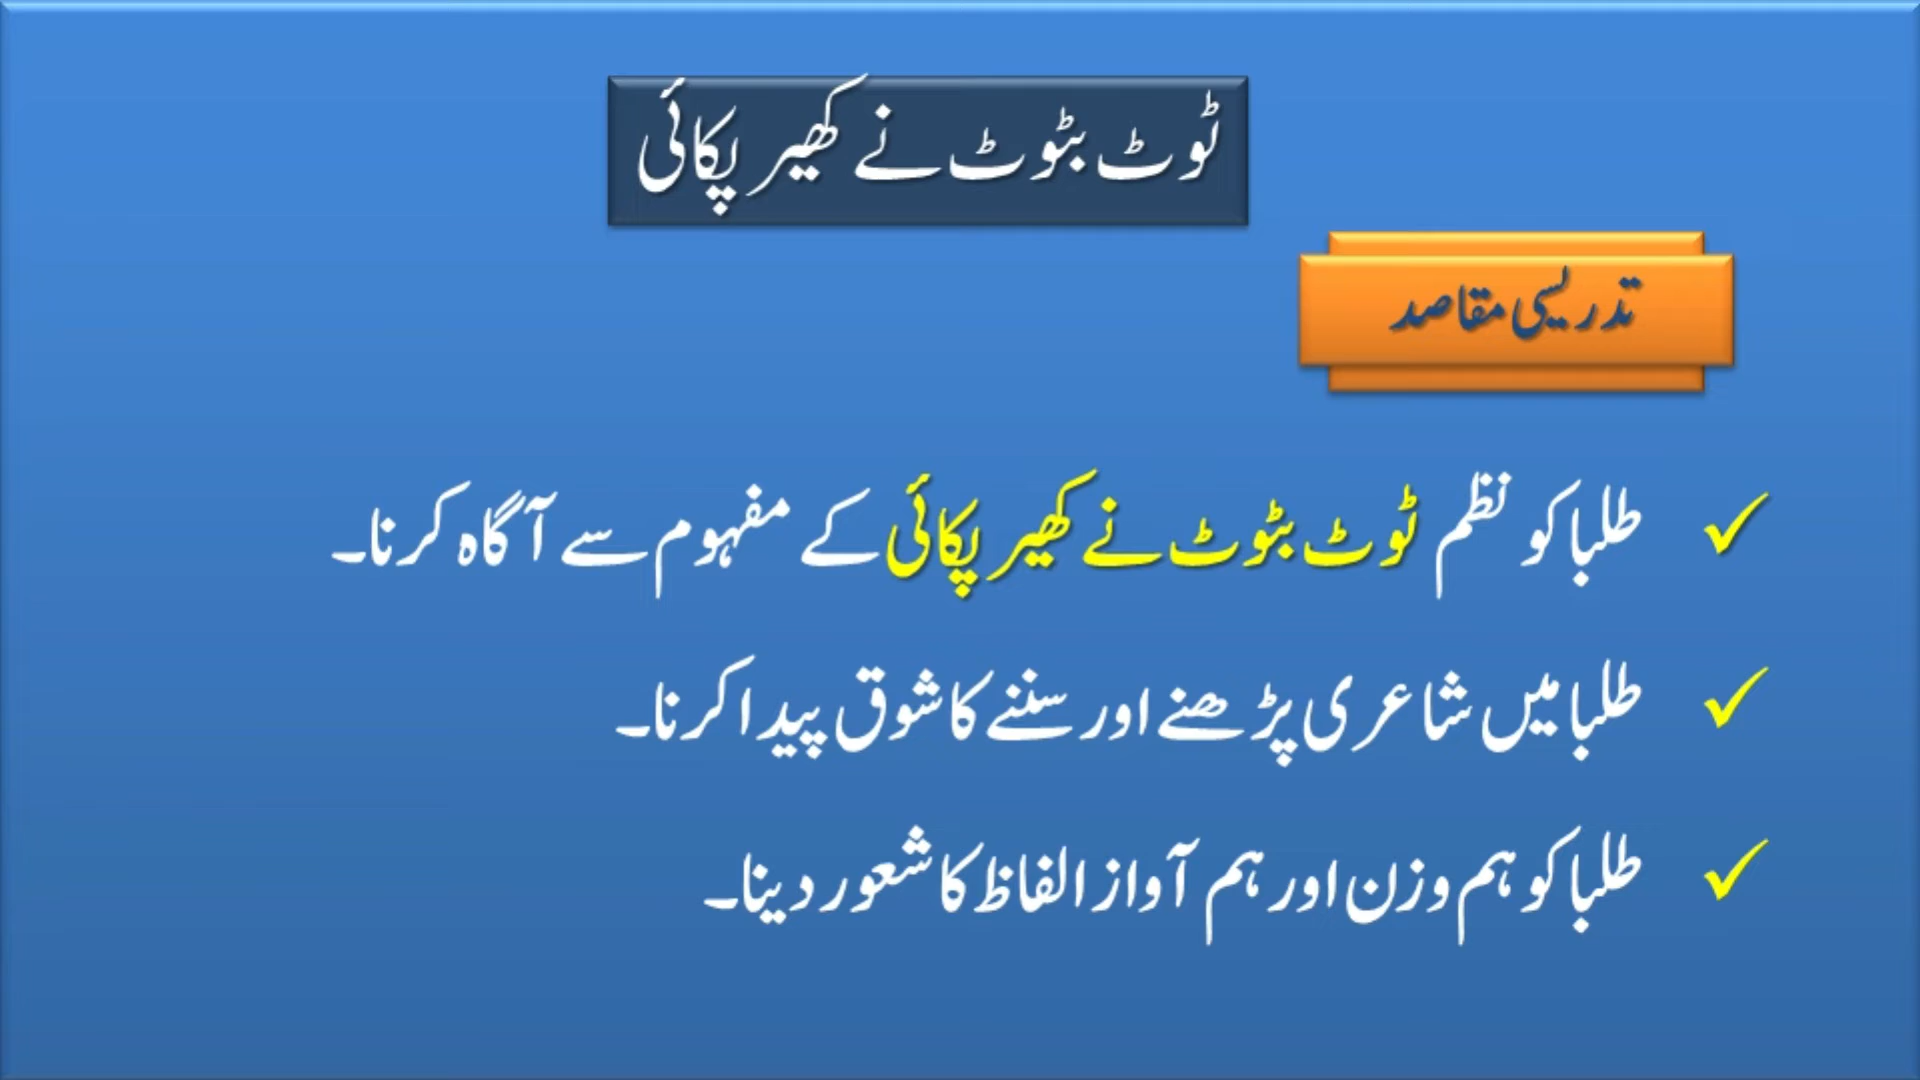 ٹوٹ بٹوٹ نے کھیر پکائی
تدریسی مقاصد
طلبا کو نظم ٹوٹ بٹوٹ نے کھیر پکائی کے مفہوم سے آگاہ کرنا۔
طلبا میں شاعری پڑھنے اور سننے کا شوق پیدا کرنا۔
طلبا کو ہم وزن اور ہم آواز الفاظ کا شعور دینا۔